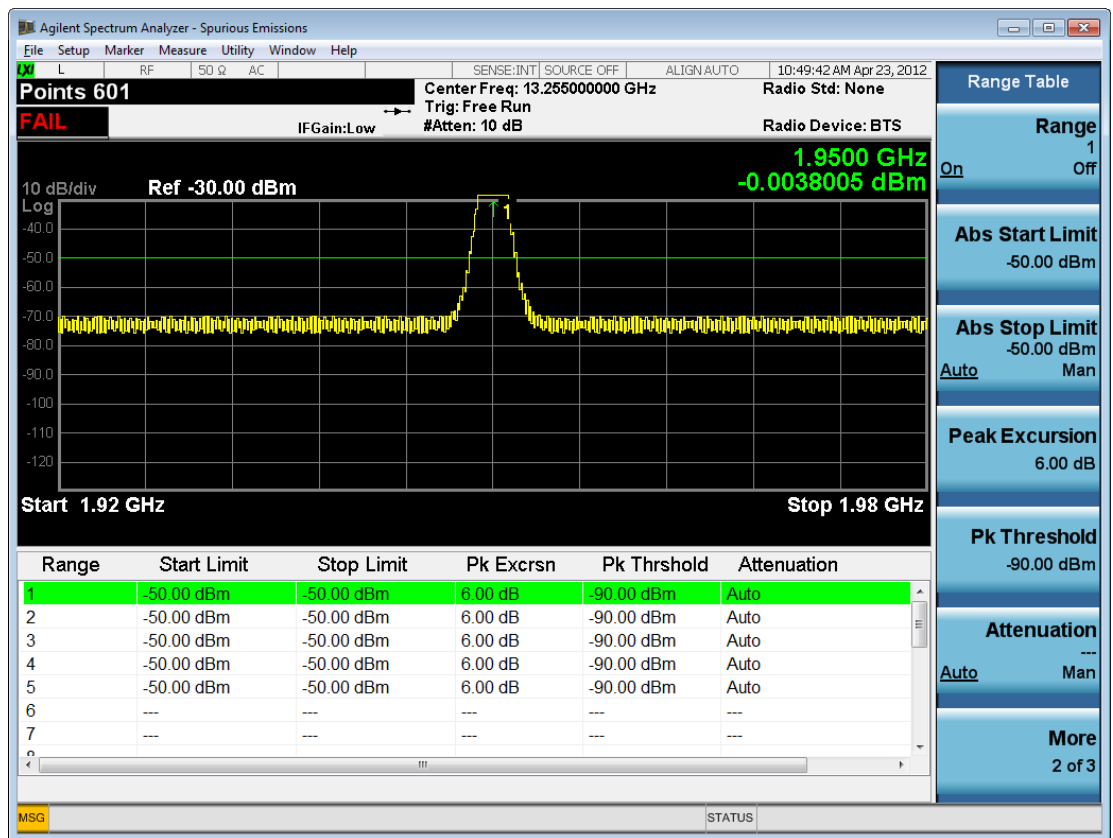 Agilent Spectrum Analyzer - Spurious Emissions
File Setup Marker Measure Utility Window Help
LXI L RF 50 Ω AC SENSE:INT SOURCE OFF ALIGN AUTO 10:49:42 AM Apr 23, 2012
Points 601 Center Freq: 13.255000000 GHz Radio Std: None
Trig: Free Run
FAIL IFGain:Low #Atten: 10 dB Radio Device: BTS
1.9500 GHz
10 dB/div Ref -30.00 dBm -0.0038005 dBm
Log
1
-40.0
-50.0
-60.0
-70.0
-80.0
-90.0
-100
-110
-120
Start 1.92 GHz Stop 1.98 GHz
Range Start Limit Stop Limit Pk Excrsn Pk Thrshold Attenuation
1 -50.00 dBm -50.00 dBm 6.00 dB -90.00 dBm Auto
2 -50.00 dBm -50.00 dBm 6.00 dB -90.00 dBm Auto
3 -50.00 dBm -50.00 dBm 6.00 dB -90.00 dBm Auto
4 -50.00 dBm -50.00 dBm 6.00 dB -90.00 dBm Auto
5 -50.00 dBm -50.00 dBm 6.00 dB -90.00 dBm Auto
6 --- --- --- --- ---
7 --- --- --- --- ---
Range Table
Range
1
On Off
Abs Start Limit
-50.00 dBm
Abs Stop Limit
-50.00 dBm
Auto Man
Peak Excursion
6.00 dB
Pk Threshold
-90.00 dBm
Attenuation
---
Auto Man
More
2 of 3
MSG STATUS